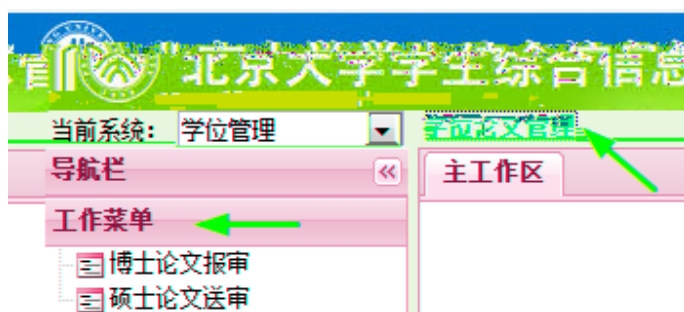 北京大学学生综合信息
当前系统： 学位管理 学位论文管理
导航栏 主工作区
工作菜单
博士论文报审
硕士论文送审